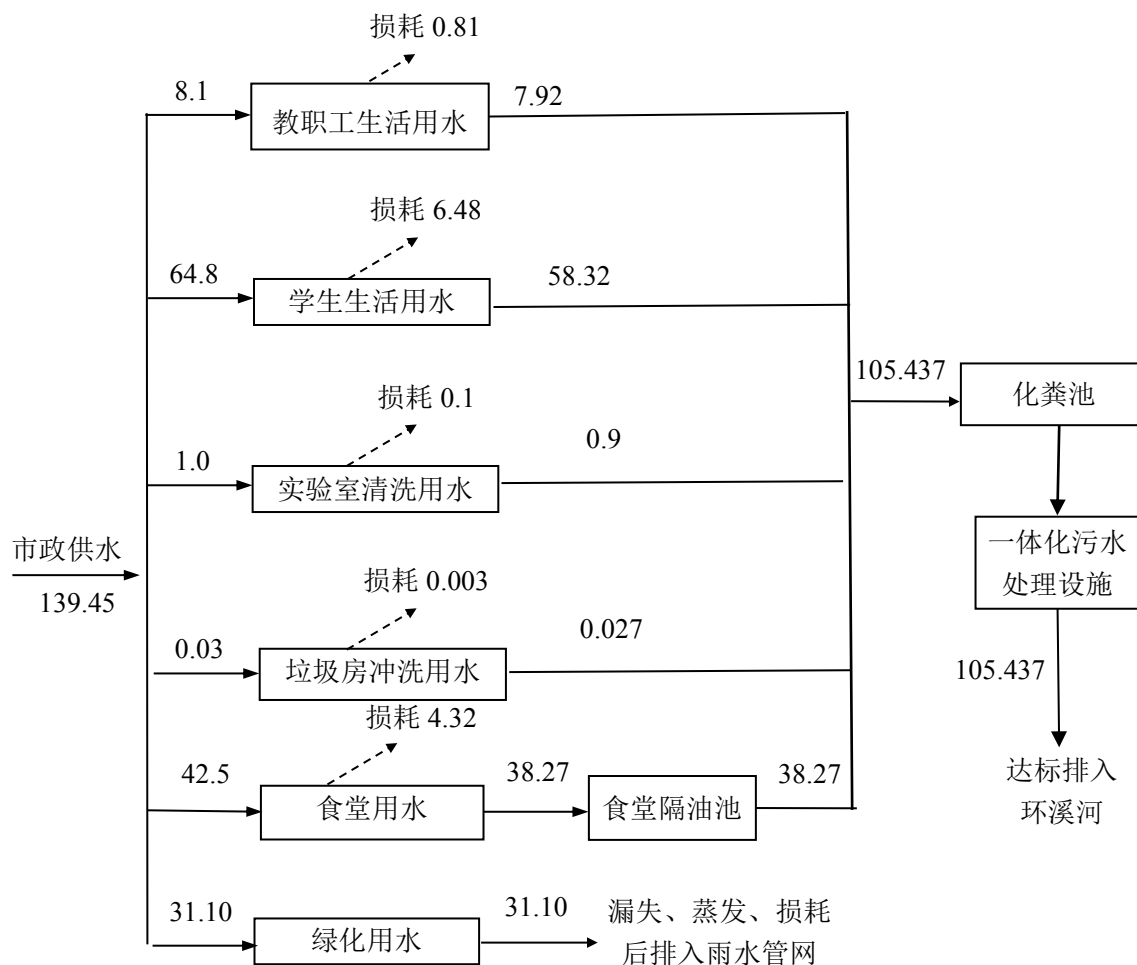 损耗 0.81
8.1
教职工生活用水
7.92
损耗 6.48
64.8
学生生活用水
58.32
损耗 0.1
1.0
实验室清洗用水
0.9
105.437
化粪池
市政供水
139.45
一体化污水
处理设施
损耗 0.003
0.03
垃圾房冲洗用水
0.027
105.437
损耗 4.32
42.5
食堂用水
38.27
食堂隔油池
38.27
达标排入
环溪河
31.10
绿化用水
31.10
漏失、蒸发、损耗
后排入雨水管网